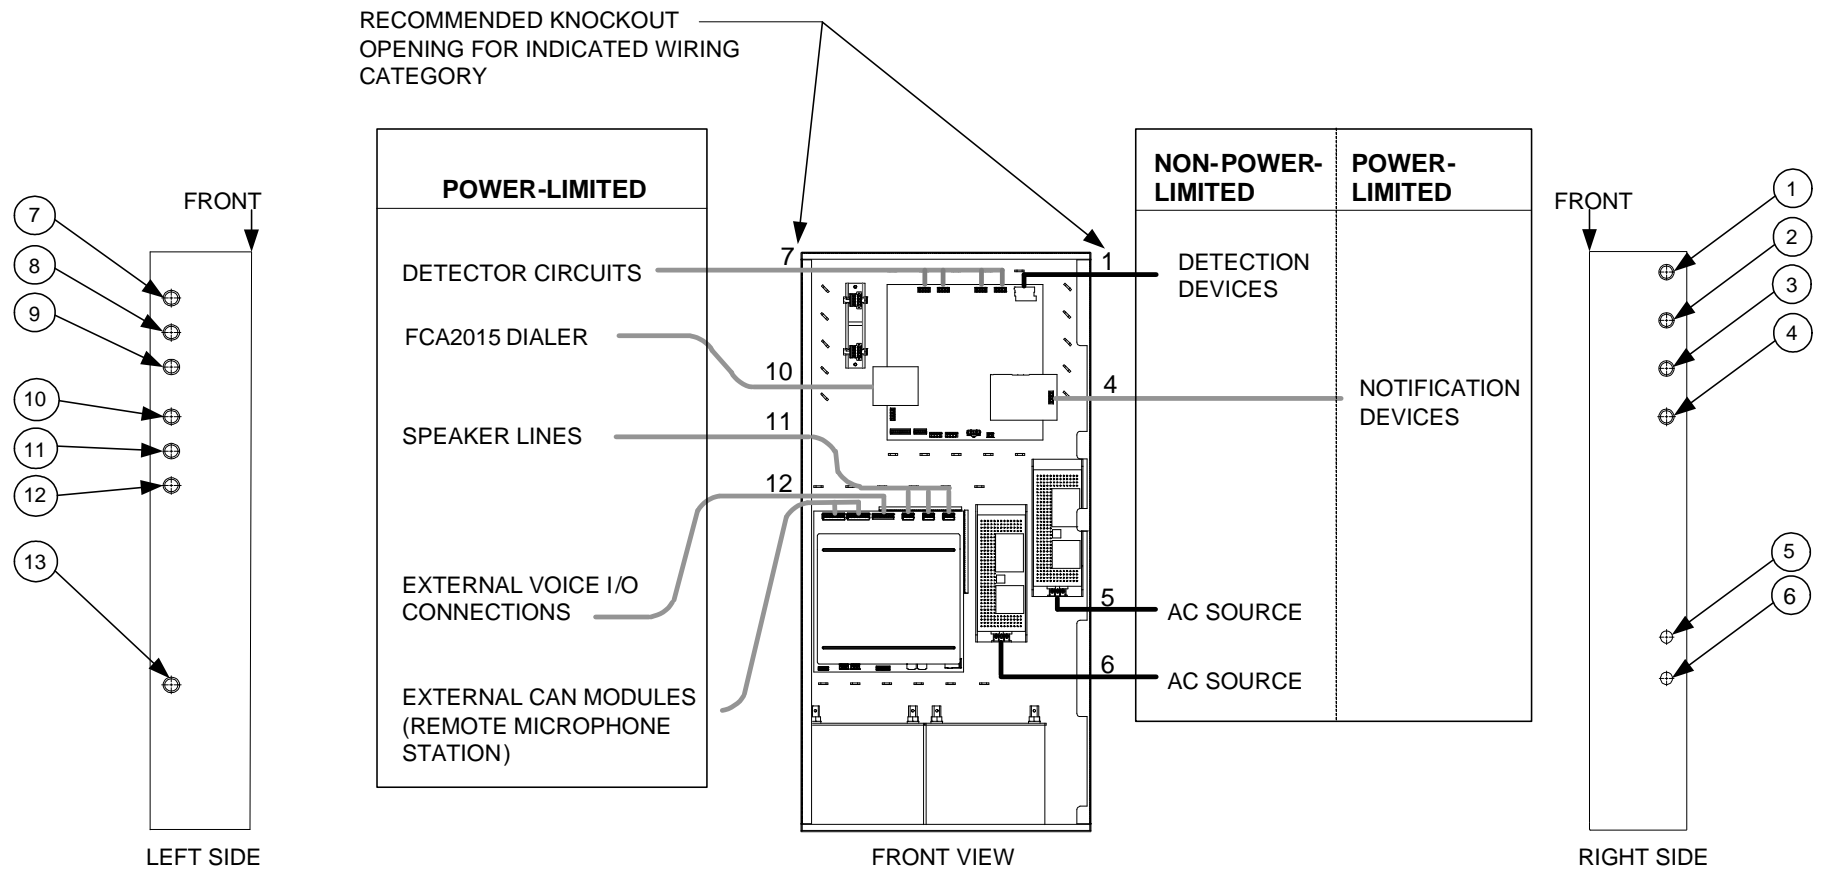 RECOMMENDED KNOCKOUT
OPENING FOR INDICATED WIRING
CATEGORY
FRONT
7
8
9
10
11
12
13
LEFT SIDE
POWER-LIMITED
DETECTOR CIRCUITS
FCA2015 DIALER
SPEAKER LINES
EXTERNAL VOICE I/O
CONNECTIONS
EXTERNAL CAN MODULES
(REMOTE MICROPHONE
STATION)
7
10
11
12
1
4
5
6
FRONT VIEW
NON-POWER-
LIMITED
POWER-
LIMITED
DETECTION
DEVICES
NOTIFICATION
DEVICES
AC SOURCE
AC SOURCE
FRONT
1
2
3
4
5
6
RIGHT SIDE